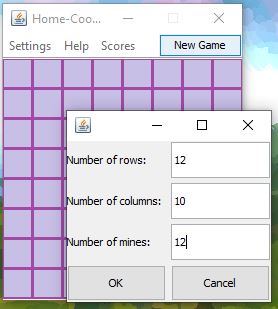 Home-Coo...
Settings Help Scores New Game
Number of rows: 12
Number of columns: 10
Number of mines: 12
OK Cancel